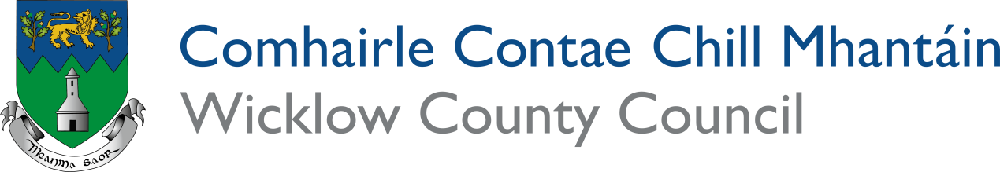 Comhairle Contae Chill Mhantáin
Wicklow County Council
Meanma Saor